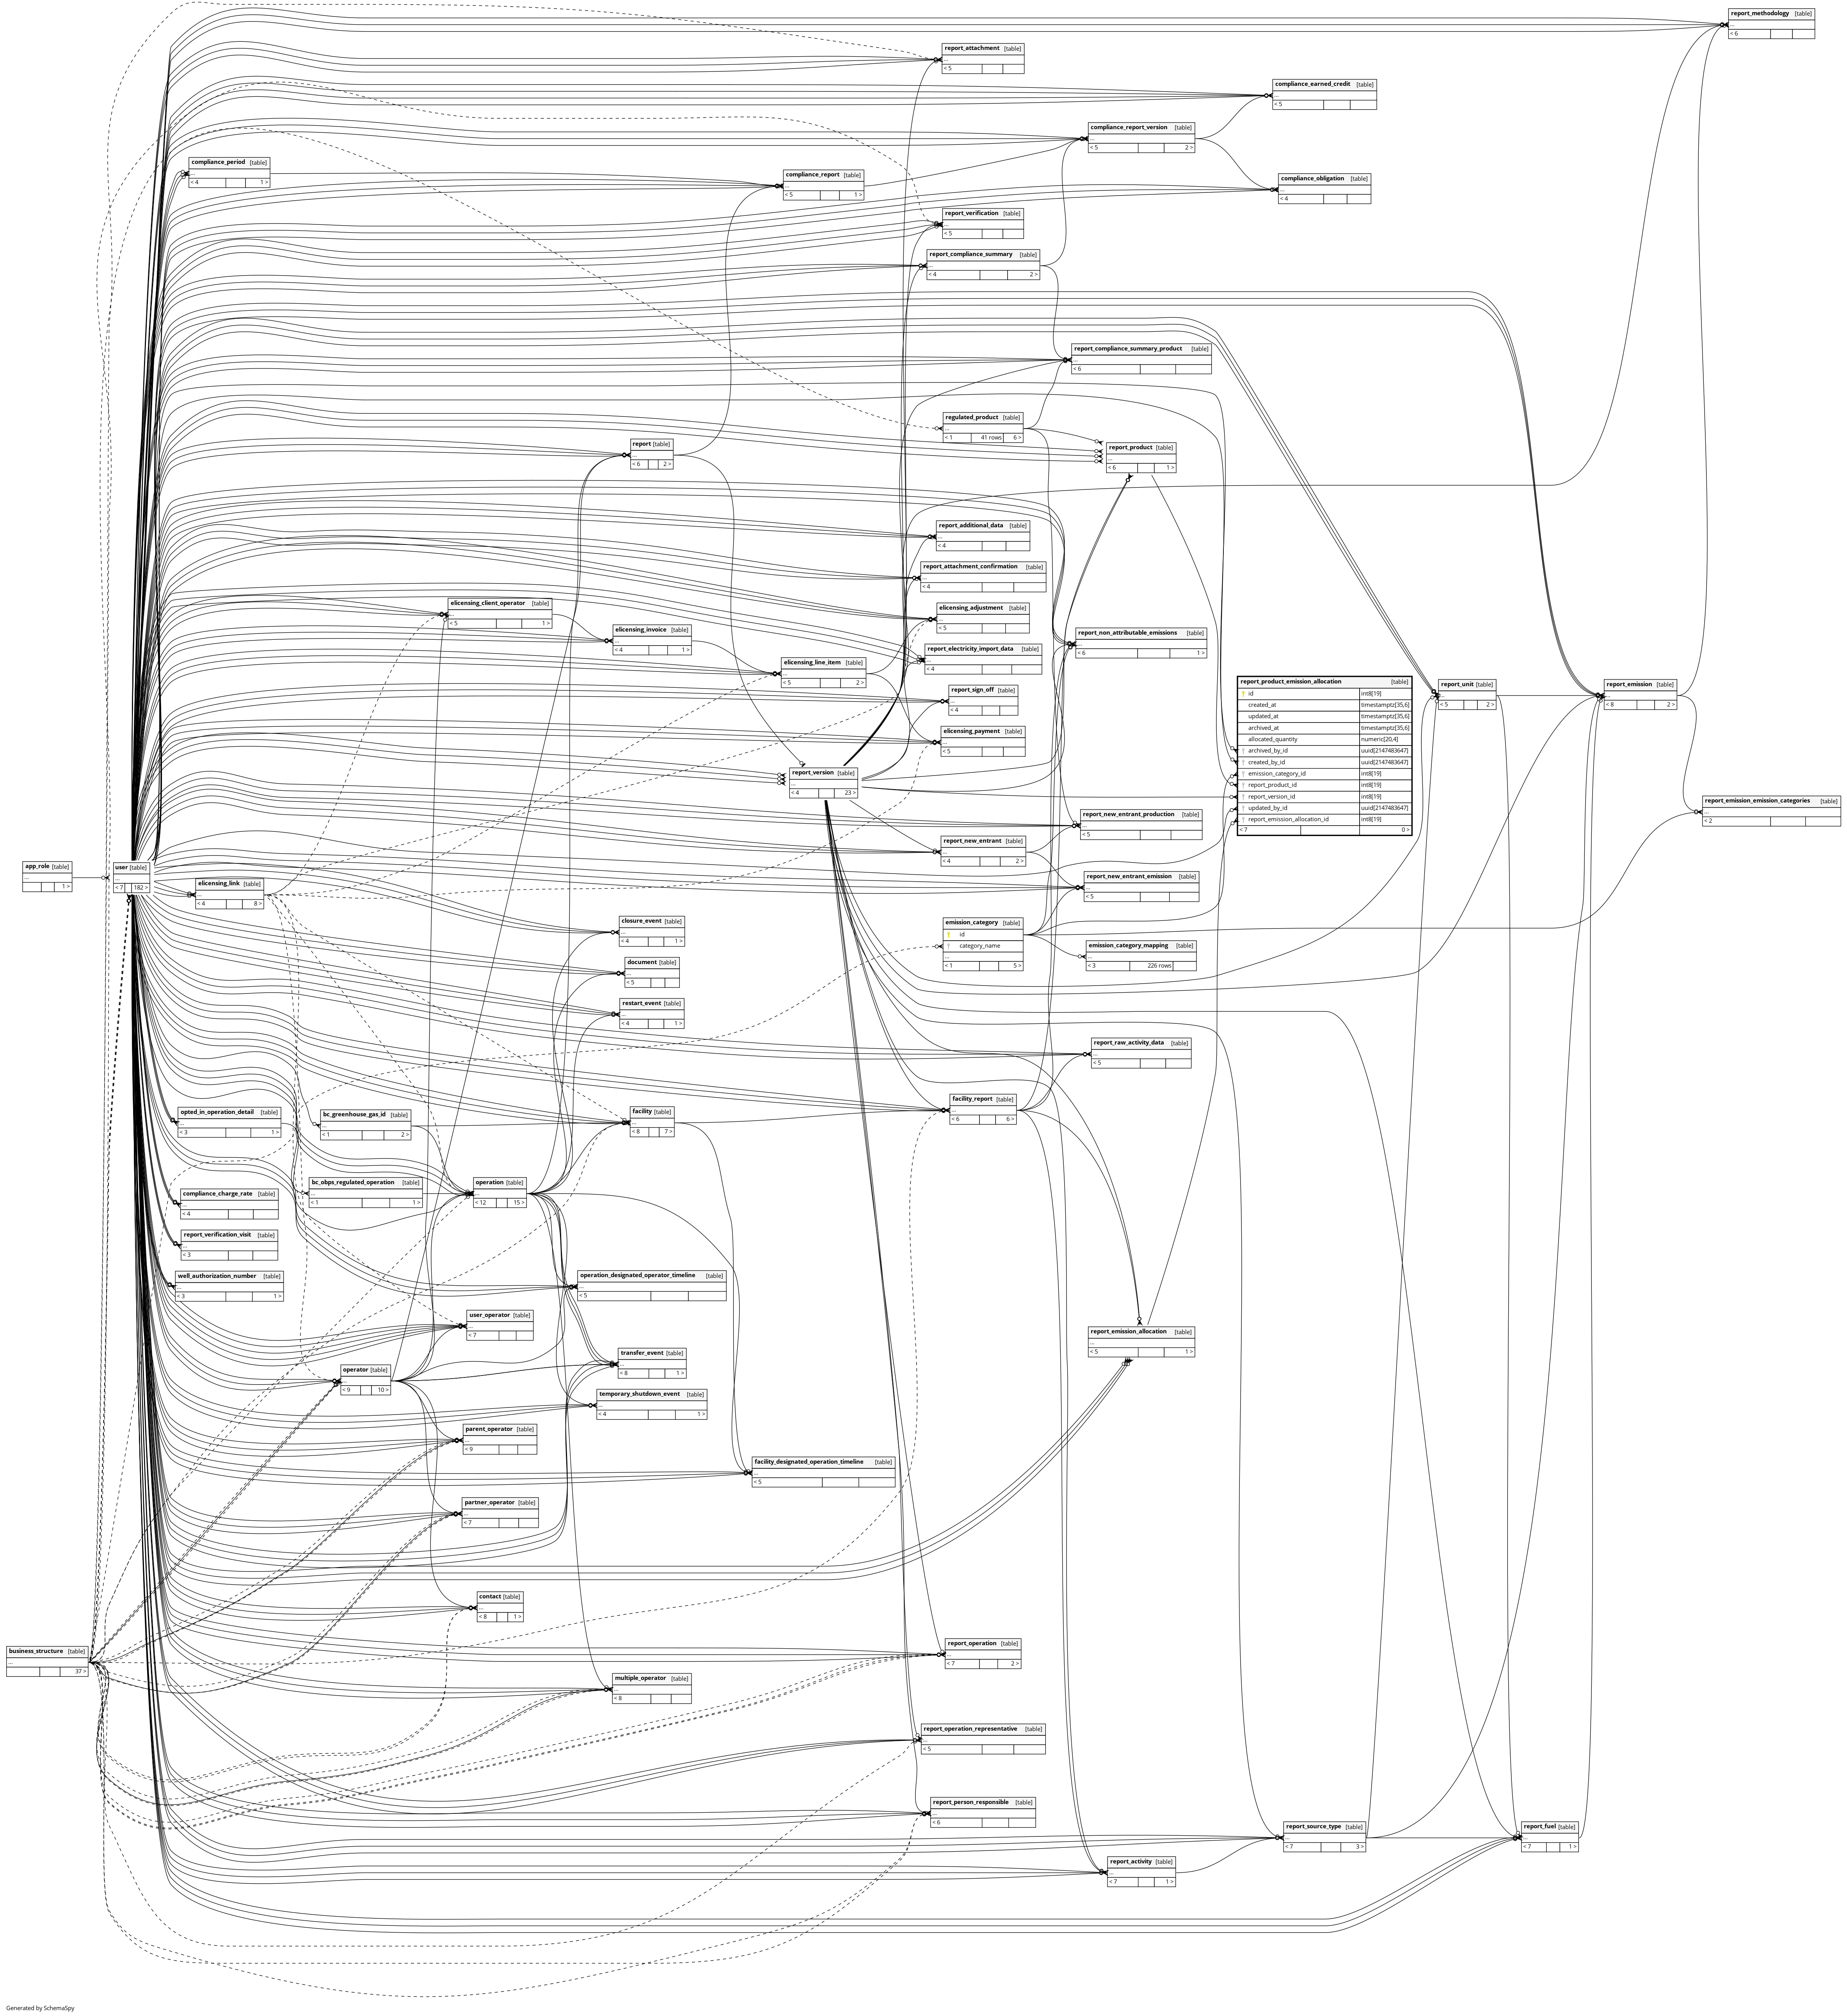 report_methodology [table]
...
< 6
report_attachment [table]
...
< 5
compliance_earned_credit [table]
...
< 5
compliance_report_version [table]
...
< 5 2 >
compliance_period [table]
...
< 4 1 >
compliance_report [table]
...
< 5 1 >
compliance_obligation [table]
...
< 4
report_verification [table]
...
< 5
report_compliance_summary [table]
...
< 4 2 >
report_compliance_summary_product [table]
...
< 6
regulated_product [table]
...
< 1 41 rows 6 >
report [table]
...
< 6 2 >
report_product [table]
...
< 6 1 >
report_additional_data [table]
...
< 4
report_attachment_confirmation [table]
...
< 4
elicensing_client_operator [table]
...
< 5 1 >
elicensing_adjustment [table]
...
< 5
elicensing_invoice [table]
...
< 4 1 >
report_non_attributable_emissions [table]
...
< 6 1 >
report_electricity_import_data [table]
...
< 4
elicensing_line_item [table]
...
< 5 2 >
report_product_emission_allocation [table]
id int8[19]
created_at timestamptz[35,6]
updated_at timestamptz[35,6]
archived_at timestamptz[35,6]
allocated_quantity numeric[20,4]
archived_by_id uuid[2147483647]
created_by_id uuid[2147483647]
emission_category_id int8[19]
report_product_id int8[19]
report_version_id int8[19]
updated_by_id uuid[2147483647]
report_emission_allocation_id int8[19]
< 7 0 >
report_unit [table]
...
< 5 2 >
report_emission [table]
...
< 8 2 >
report_sign_off [table]
...
< 4
elicensing_payment [table]
...
< 5
report_version [table]
...
< 4 23 >
report_emission_emission_categories [table]
...
< 2
report_new_entrant_production [table]
...
< 5
report_new_entrant [table]
...
< 4 2 >
app_role [table]
...
1 >
user [table]
...
< 7 182 >
elicensing_link [table]
...
< 4 8 >
report_new_entrant_emission [table]
...
< 5
closure_event [table]
...
< 4 1 >
emission_category [table]
id
category_name
...
< 1 5 >
emission_category_mapping [table]
...
< 3 226 rows
document [table]
...
< 5
restart_event [table]
...
< 4 1 >
report_raw_activity_data [table]
...
< 5
facility_report [table]
...
< 6 6 >
opted_in_operation_detail [table]
...
< 3 1 >
bc_greenhouse_gas_id [table]
...
< 1 2 >
facility [table]
...
< 8 7 >
bc_obps_regulated_operation [table]
...
< 1 1 >
operation [table]
...
< 12 15 >
compliance_charge_rate [table]
...
< 4
report_verification_visit [table]
...
< 3
well_authorization_number [table]
...
< 3 1 >
operation_designated_operator_timeline [table]
...
< 5
user_operator [table]
...
< 7
report_emission_allocation [table]
...
< 5 1 >
transfer_event [table]
...
< 8 1 >
operator [table]
...
< 9 10 >
temporary_shutdown_event [table]
...
< 4 1 >
parent_operator [table]
...
< 9
facility_designated_operation_timeline [table]
...
< 5
partner_operator [table]
...
< 7
contact [table]
...
< 8 1 >
business_structure [table]
...
37 >
report_operation [table]
...
< 7 2 >
multiple_operator [table]
...
< 8
report_operation_representative [table]
...
< 5
report_person_responsible [table]
...
< 6
report_source_type [table]
...
< 7 3 >
report_fuel [table]
...
< 7 1 >
report_activity [table]
...
< 7 1 >
Generated by SchemaSpy